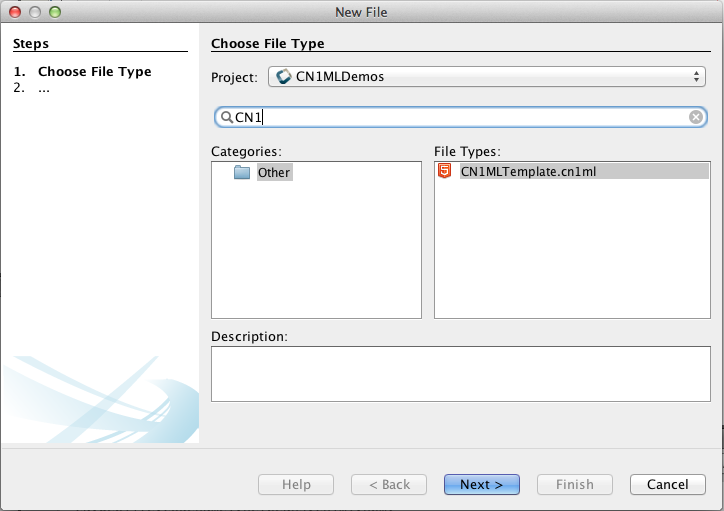 New File
Steps
1. Choose File Type
2. ...
Choose File Type
Project: CN1MLDemos
CN1
Categories:
Other
File Types:
CN1MLTemplate.cn1ml
Description:
Help
< Back
Next >
Finish
Cancel